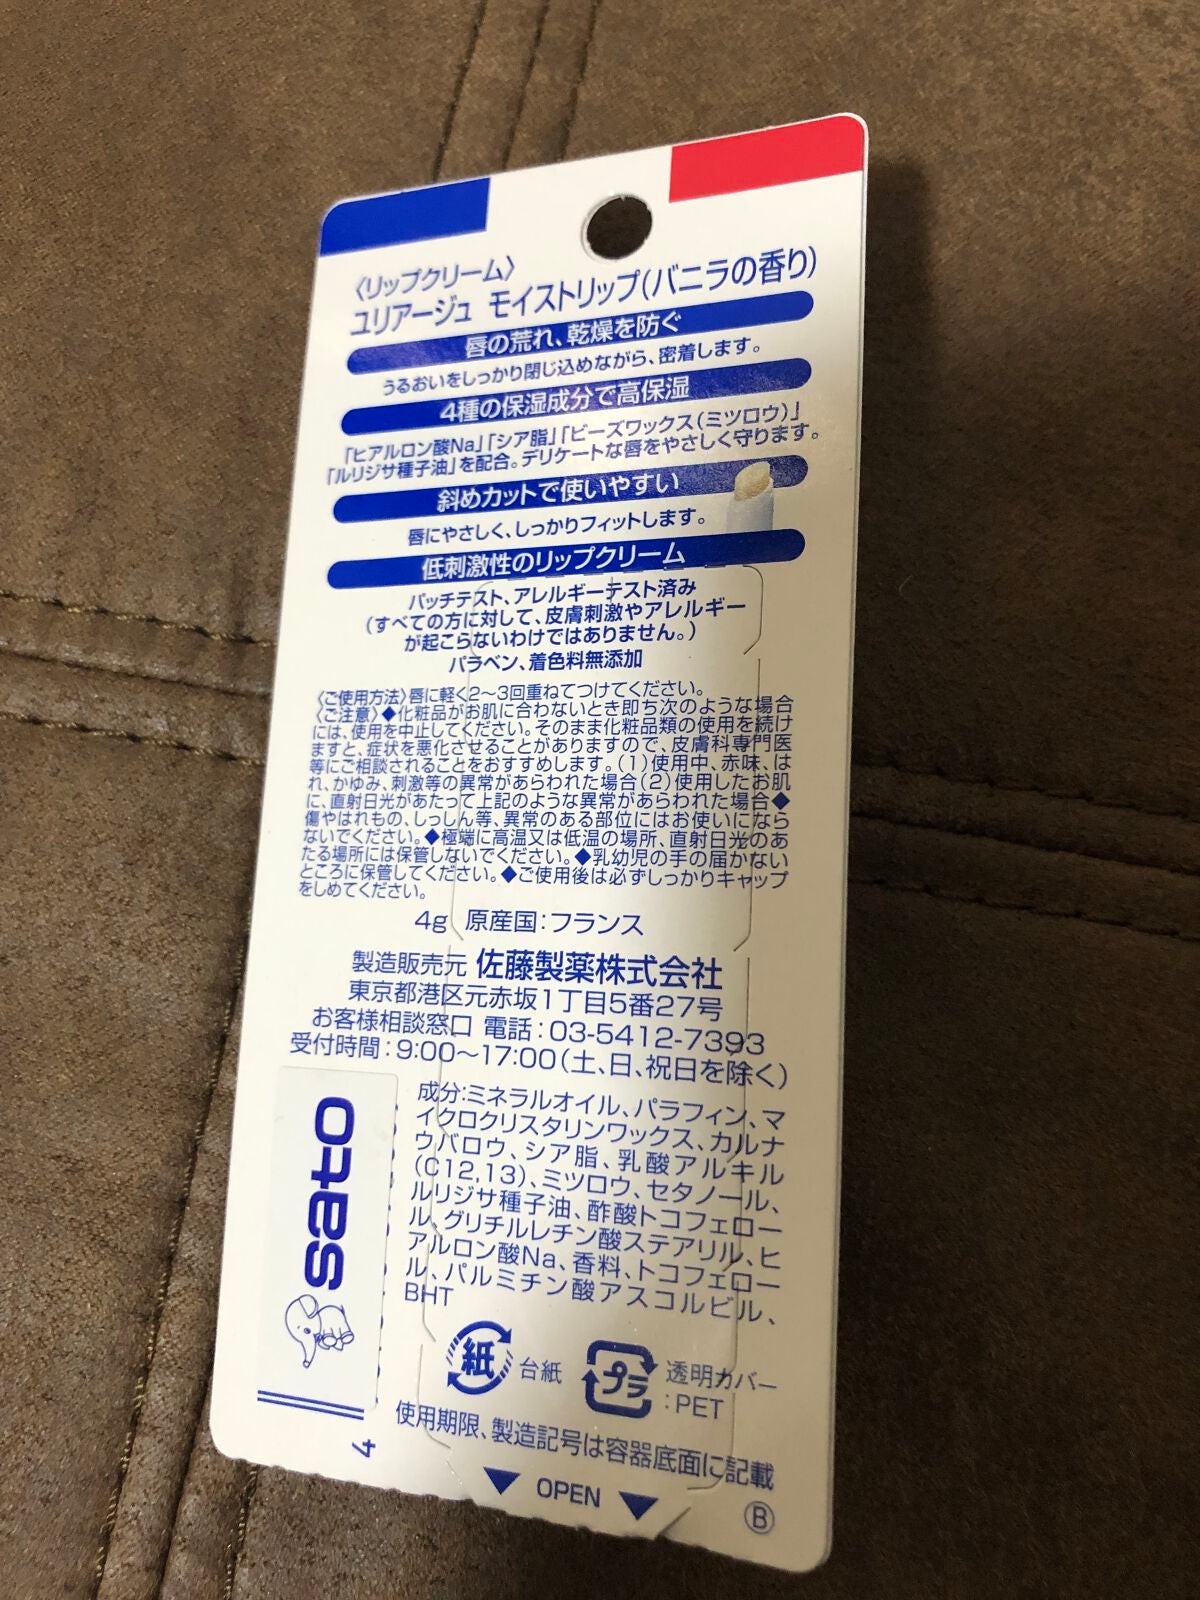 〈リップクリーム〉
ユリアージュ モイストリップ(バニラの香り)
唇の荒れ、乾燥を防ぐ
うるおいをしっかり閉じ込めながら、密着します。
4種の保湿成分で高保湿
「ヒアルロン酸Na」「シア脂」「ビーズワックス(ミツロウ)」
「ルリジサ種子油」を配合。デリケートな唇をやさしく守ります。
斜めカットで使いやすい
唇にやさしく、しっかりフィットします。
低刺激性のリップクリーム
パッチテスト、アレルギーテスト済み
(すべての方に対して、皮膚刺激やアレルギー
が起こらないわけではありません。)
パラベン、着色料無添加
〈ご使用方法〉唇に軽く2〜3回重ねてつけてください。
〈ご注意〉◆化粧品がお肌に合わないとき即ち次のような場合
には、使用を中止してください。そのまま化粧品類の使用を続け
ますと、症状を悪化させることがありますので、皮膚科専門医
等にご相談されることをおすすめします。(1)使用中、赤味、は
れ、かゆみ、刺激等の異常があらわれた場合(2)使用したお肌
に、直射日光があたって上記のような異常があらわれた場合◆
傷やはれもの、しっしん等、異常のある部位にはお使いになら
ないでください。◆極端に高温又は低温の場所、直射日光のあ
たる場所には保管しないでください。◆乳幼児の手の届かない
ところに保管してください。◆ご使用後は必ずしっかりキャップ
をしめてください。
4g 原産国:フランス
製造販売元 佐藤製薬株式会社
東京都港区元赤坂1丁目5番27号
お客様相談窓口 電話:03-5412-7393
受付時間:9:00〜17:00(土、日、祝日を除く)
成分:ミネラルオイル、パラフィン、マ
イクロクリスタリンワックス、カルナ
ウバロウ、シア脂、乳酸アルキル
(C12,13)、ミツロウ、セタノール、
ルリジサ種子油、酢酸トコフェロー
ル、グリチルレチン酸ステアリル、ヒ
アルロン酸Na、香料、トコフェロー
ル、パルミチン酸アスコルビル、
BHT
sato
紙 台紙
プラ 透明カバー
:PET
使用期限、製造記号は容器底面に記載
4
OPEN
B